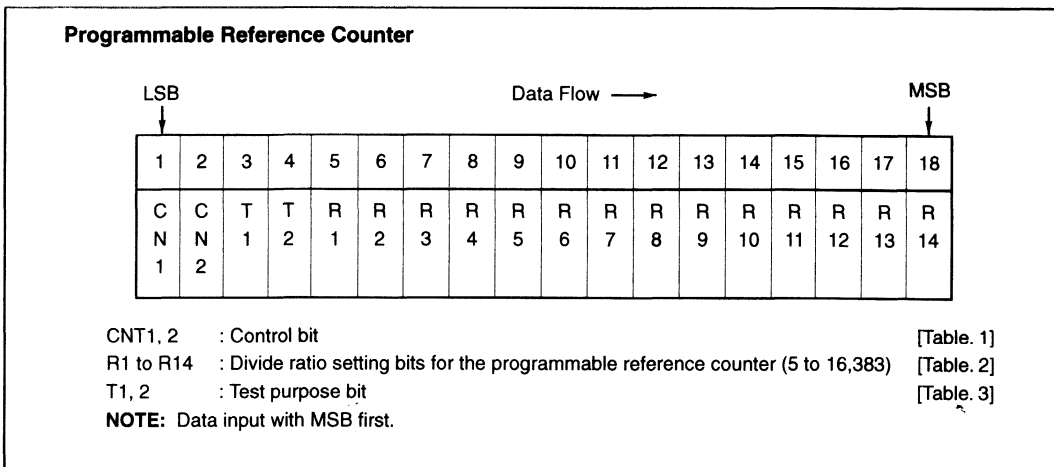 Programmable Reference Counter
LSB Data Flow MSB
1 2 3 4 5 6 7 8 9 10 11 12 13 14 15 16 17 18
C C T T R R R R R R R R R R R R R R
N N 1 2 1 2 3 4 5 6 7 8 9 10 11 12 13 14
1 2
CNT1, 2 : Control bit [Table. 1]
R1 to R14 : Divide ratio setting bits for the programmable reference counter (5 to 16,383) [Table. 2]
T1, 2 : Test purpose bit [Table. 3]
NOTE: Data input with MSB first.